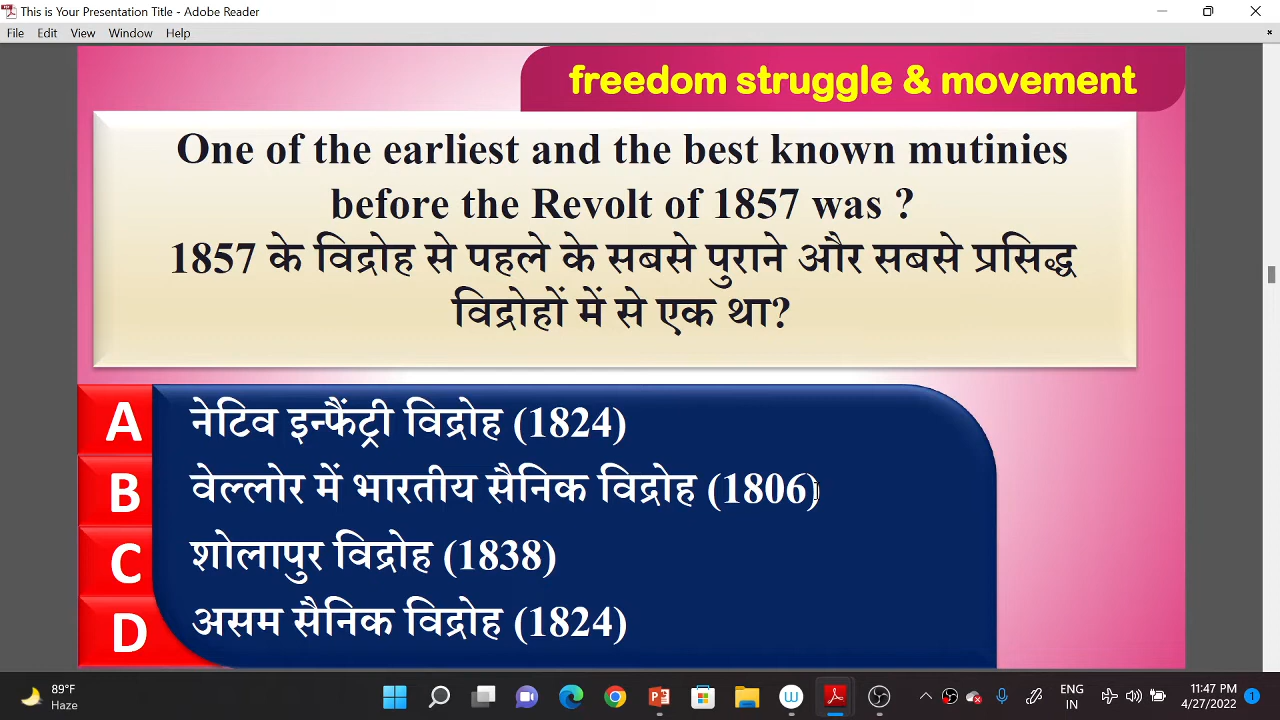 This is Your Presentation Title - Adobe Reader
File Edit View Window Help
freedom struggle & movement
One of the earliest and the best known mutinies
before the Revolt of 1857 was ?
1857 के विद्रोह से पहले के सबसे पुराने और सबसे प्रसिद्ध
विद्रोहों में से एक था?
A नेटिव इन्फैंट्री विद्रोह (1824)
B वेल्लोर में भारतीय सैनिक विद्रोह (1806)
C शोलापुर विद्रोह (1838)
D असम सैनिक विद्रोह (1824)
89°F
Haze
ENG
IN
11:47 PM
4/27/2022
1